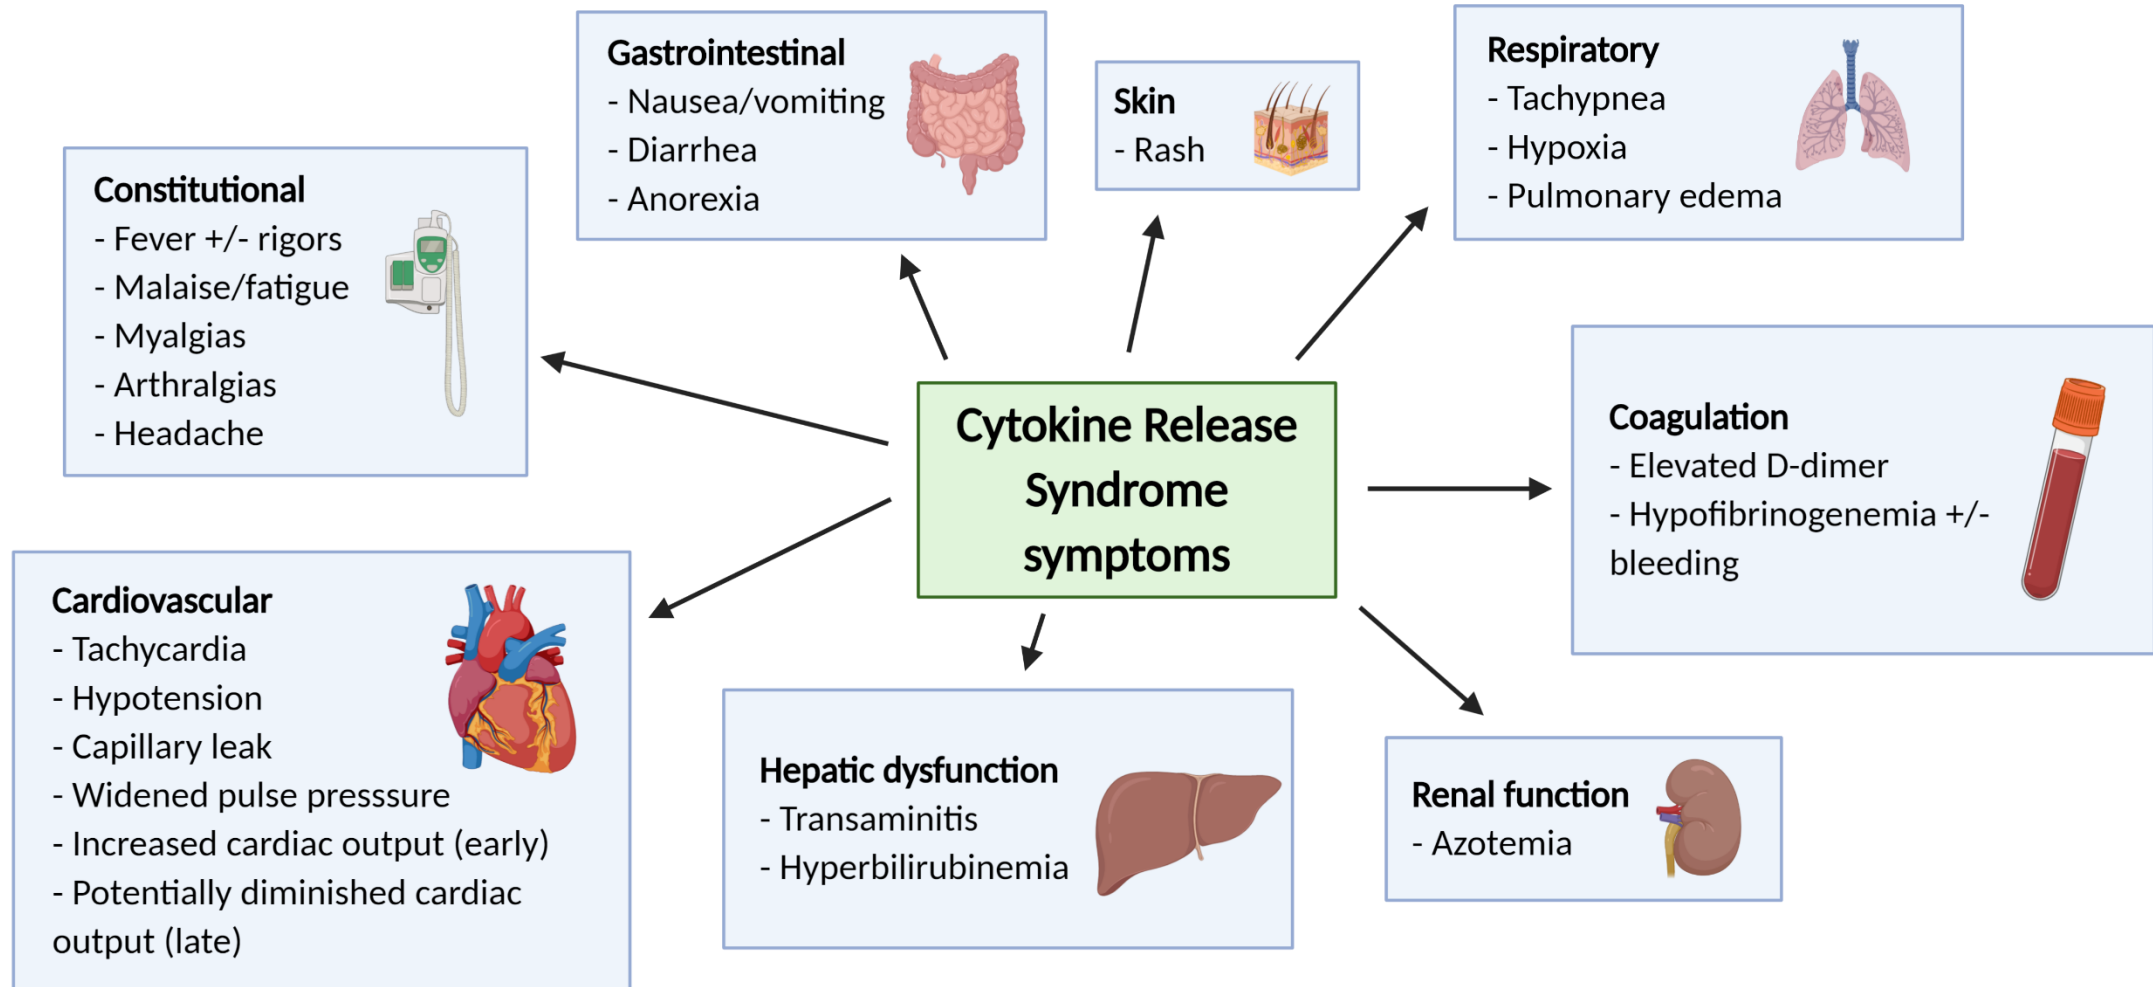 Gastrointestinal
- Nausea/vomiting
- Diarrhea
- Anorexia
Skin
- Rash
Respiratory
- Tachypnea
- Hypoxia
- Pulmonary edema
Constitutional
- Fever +/- rigors
- Malaise/fatigue
- Myalgias
- Arthralgias
- Headache
Cytokine Release
Syndrome
symptoms
Coagulation
- Elevated D-dimer
- Hypofibrinogenemia +/-
bleeding
Cardiovascular
- Tachycardia
- Hypotension
- Capillary leak
- Widened pulse presssure
- Increased cardiac output (early)
- Potentially diminished cardiac
output (late)
Hepatic dysfunction
- Transaminitis
- Hyperbilirubinemia
Renal function
- Azotemia